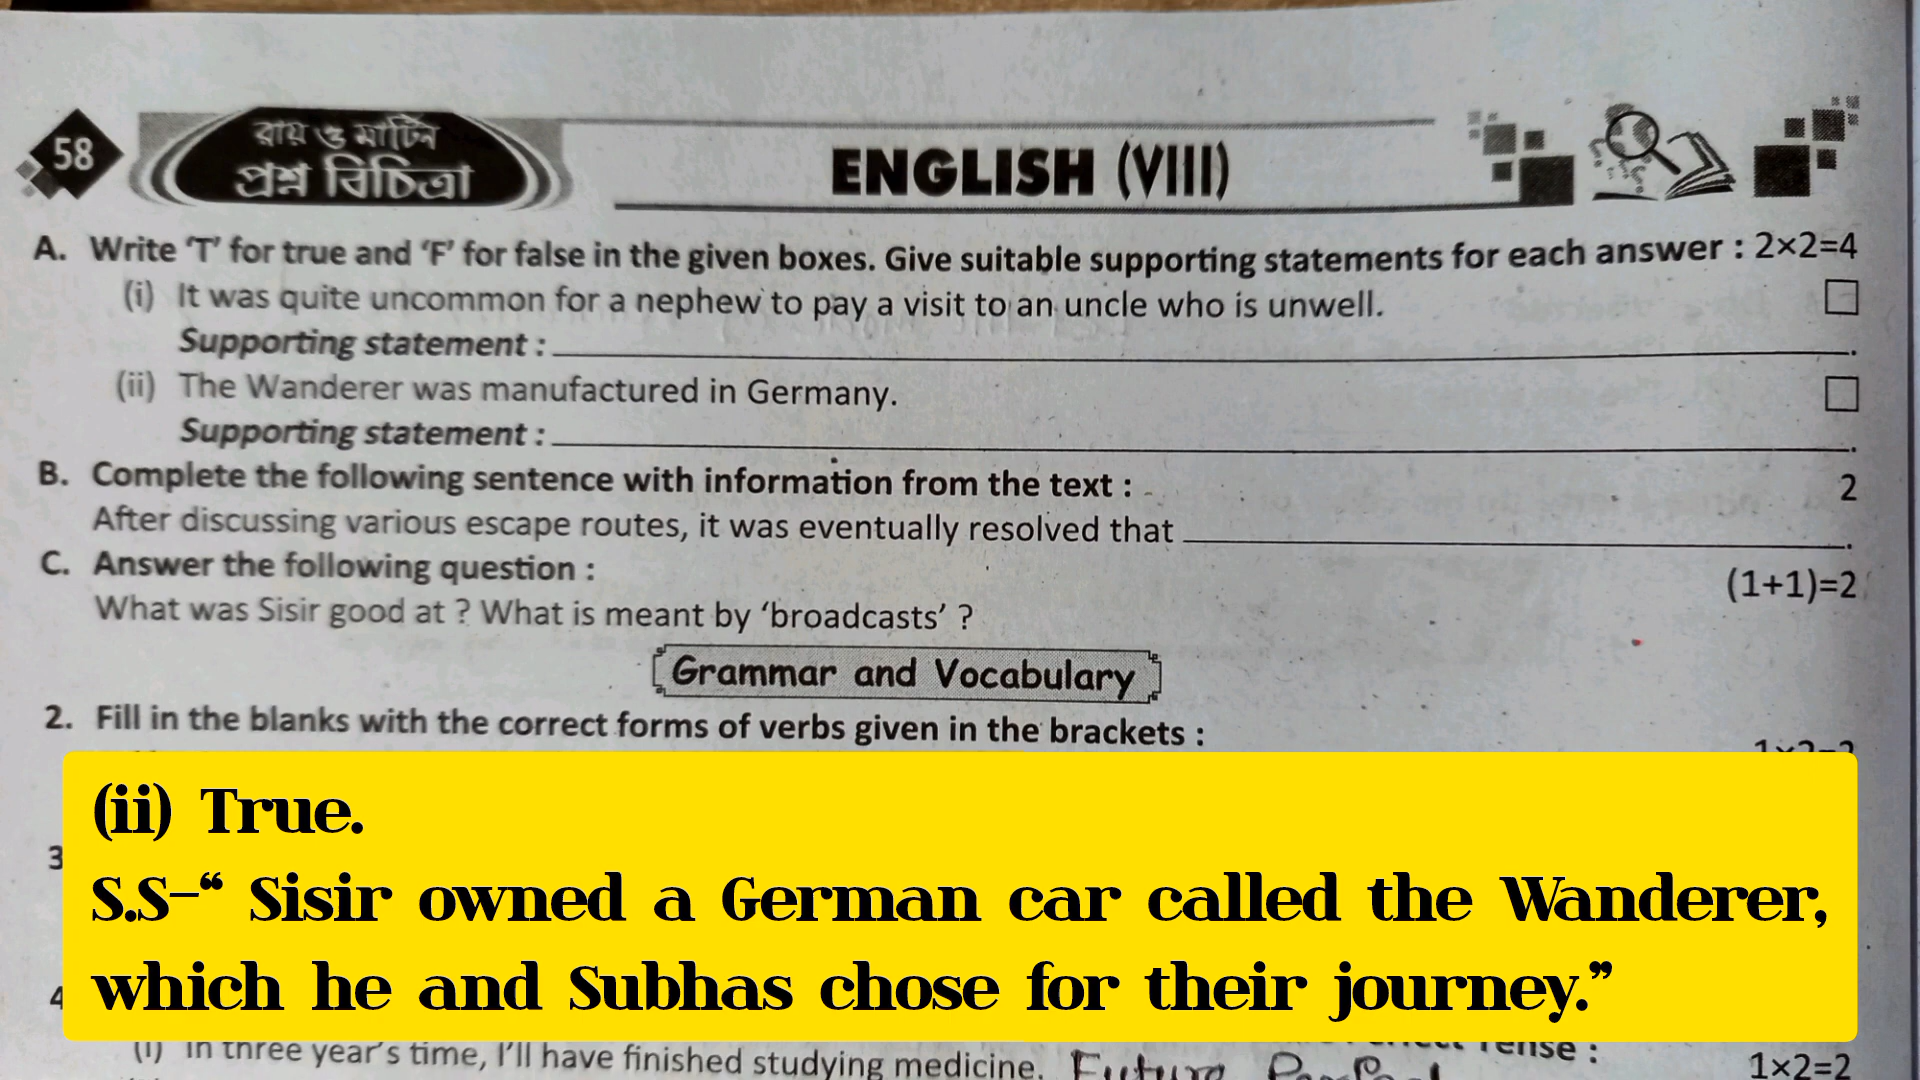 58
রায় ও মার্টিন
প্রশ্ন বিচিত্রা
ENGLISH (VIII)
A. Write ‘T’ for true and ‘F’ for false in the given boxes. Give suitable supporting statements for each answer : 2×2=4
(i) It was quite uncommon for a nephew to pay a visit to an uncle who is unwell.
Supporting statement :
(ii) The Wanderer was manufactured in Germany.
Supporting statement :
B. Complete the following sentence with information from the text : 2
After discussing various escape routes, it was eventually resolved that
C. Answer the following question : (1+1)=2
What was Sisir good at ? What is meant by ‘broadcasts’ ?
Grammar and Vocabulary
2. Fill in the blanks with the correct forms of verbs given in the brackets :
(ii) True.
S.S-“ Sisir owned a German car called the Wanderer,
which he and Subhas chose for their journey.”
3
4
Tense :
(i) In three year's time, I'll have finished studying medicine. Future 1×2=2